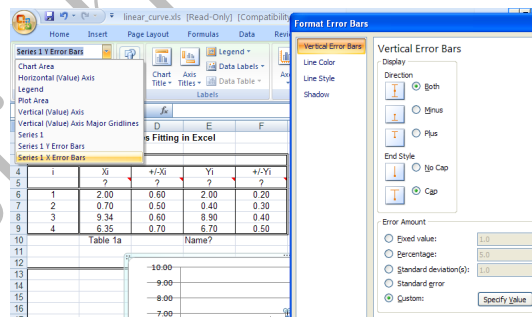 linear_curve.xls [Read-Only] [Compatibility
Home Insert Page Layout Formulas Data Revi
Series 1 Y Error Bars
Chart Area
Horizontal (Value) Axis
Legend
Plot Area
Vertical (Value) Axis
Vertical (Value) Axis Major Gridlines
Series 1
Series 1 Y Error Bars
Series 1 X Error Bars
Chart Title
Axis Titles
Legend
Data Labels
Data Table
Labels
fx
D E F
s Fitting in Excel
4 i Xi +/-Xi Yi +/-Yi
5 ? ? ? ?
6 1 2.00 0.60 2.00 0.20
7 2 0.70 0.50 0.40 0.30
8 3 9.34 0.60 8.90 0.40
9 4 6.35 0.70 6.70 0.50
10 Table 1a Name?
11
12
13 10.00
14 9.00
15 8.00
16 7.00
Format Error Bars
Vertical Error Bars
Line Color
Line Style
Shadow
Vertical Error Bars
Display
Direction
Both
Minus
Plus
End Style
No Cap
Cap
Error Amount
Fixed value: 1.0
Percentage: 5.0
Standard deviation(s): 1.0
Standard error
Custom: Specify Value